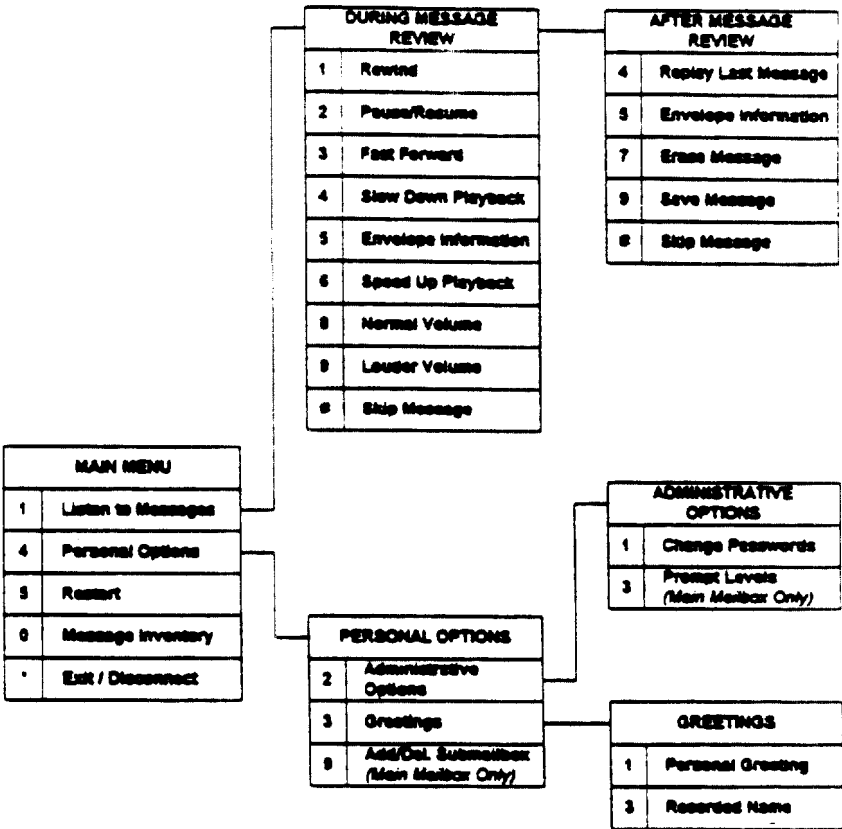 DURING MESSAGE
REVIEW
1 Rewind
2 Pause/Resume
3 Fast Forward
4 Slow Down Playback
5 Envelope Information
6 Speed Up Playback
8 Normal Volume
9 Louder Volume
# Skip Message
AFTER MESSAGE
REVIEW
4 Replay Last Message
5 Envelope Information
7 Erase Message
9 Save Message
# Skip Message
MAIN MENU
1 Listen to Messages
4 Personal Options
5 Restart
0 Message Inventory
* Exit / Disconnect
PERSONAL OPTIONS
2 Administrative
Options
3 Greetings
9 Add/Del. Submailbox
(Main Mailbox Only)
ADMINISTRATIVE
OPTIONS
1 Change Passwords
3 Prompt Levels
(Main Mailbox Only)
GREETINGS
1 Personal Greeting
3 Recorded Name